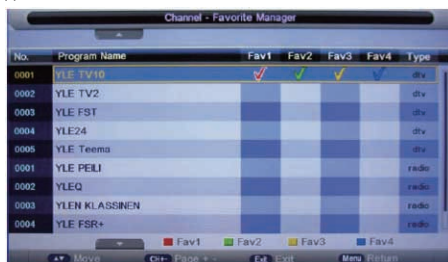 Channel - Favorite Manager
No. Program Name Fav1 Fav2 Fav3 Fav4 Type
0001 YLE TV10 dtv
0002 YLE TV2 dtv
0003 YLE FST dtv
0004 YLE24 dtv
0005 YLE Teema dtv
0001 YLE PEILI radio
0002 YLEQ radio
0003 YLEN KLASSINEN radio
0004 YLE FSR+ radio
Fav1 Fav2 Fav3 Fav4
Move CH+- Page + - Exit Exit Menu Return